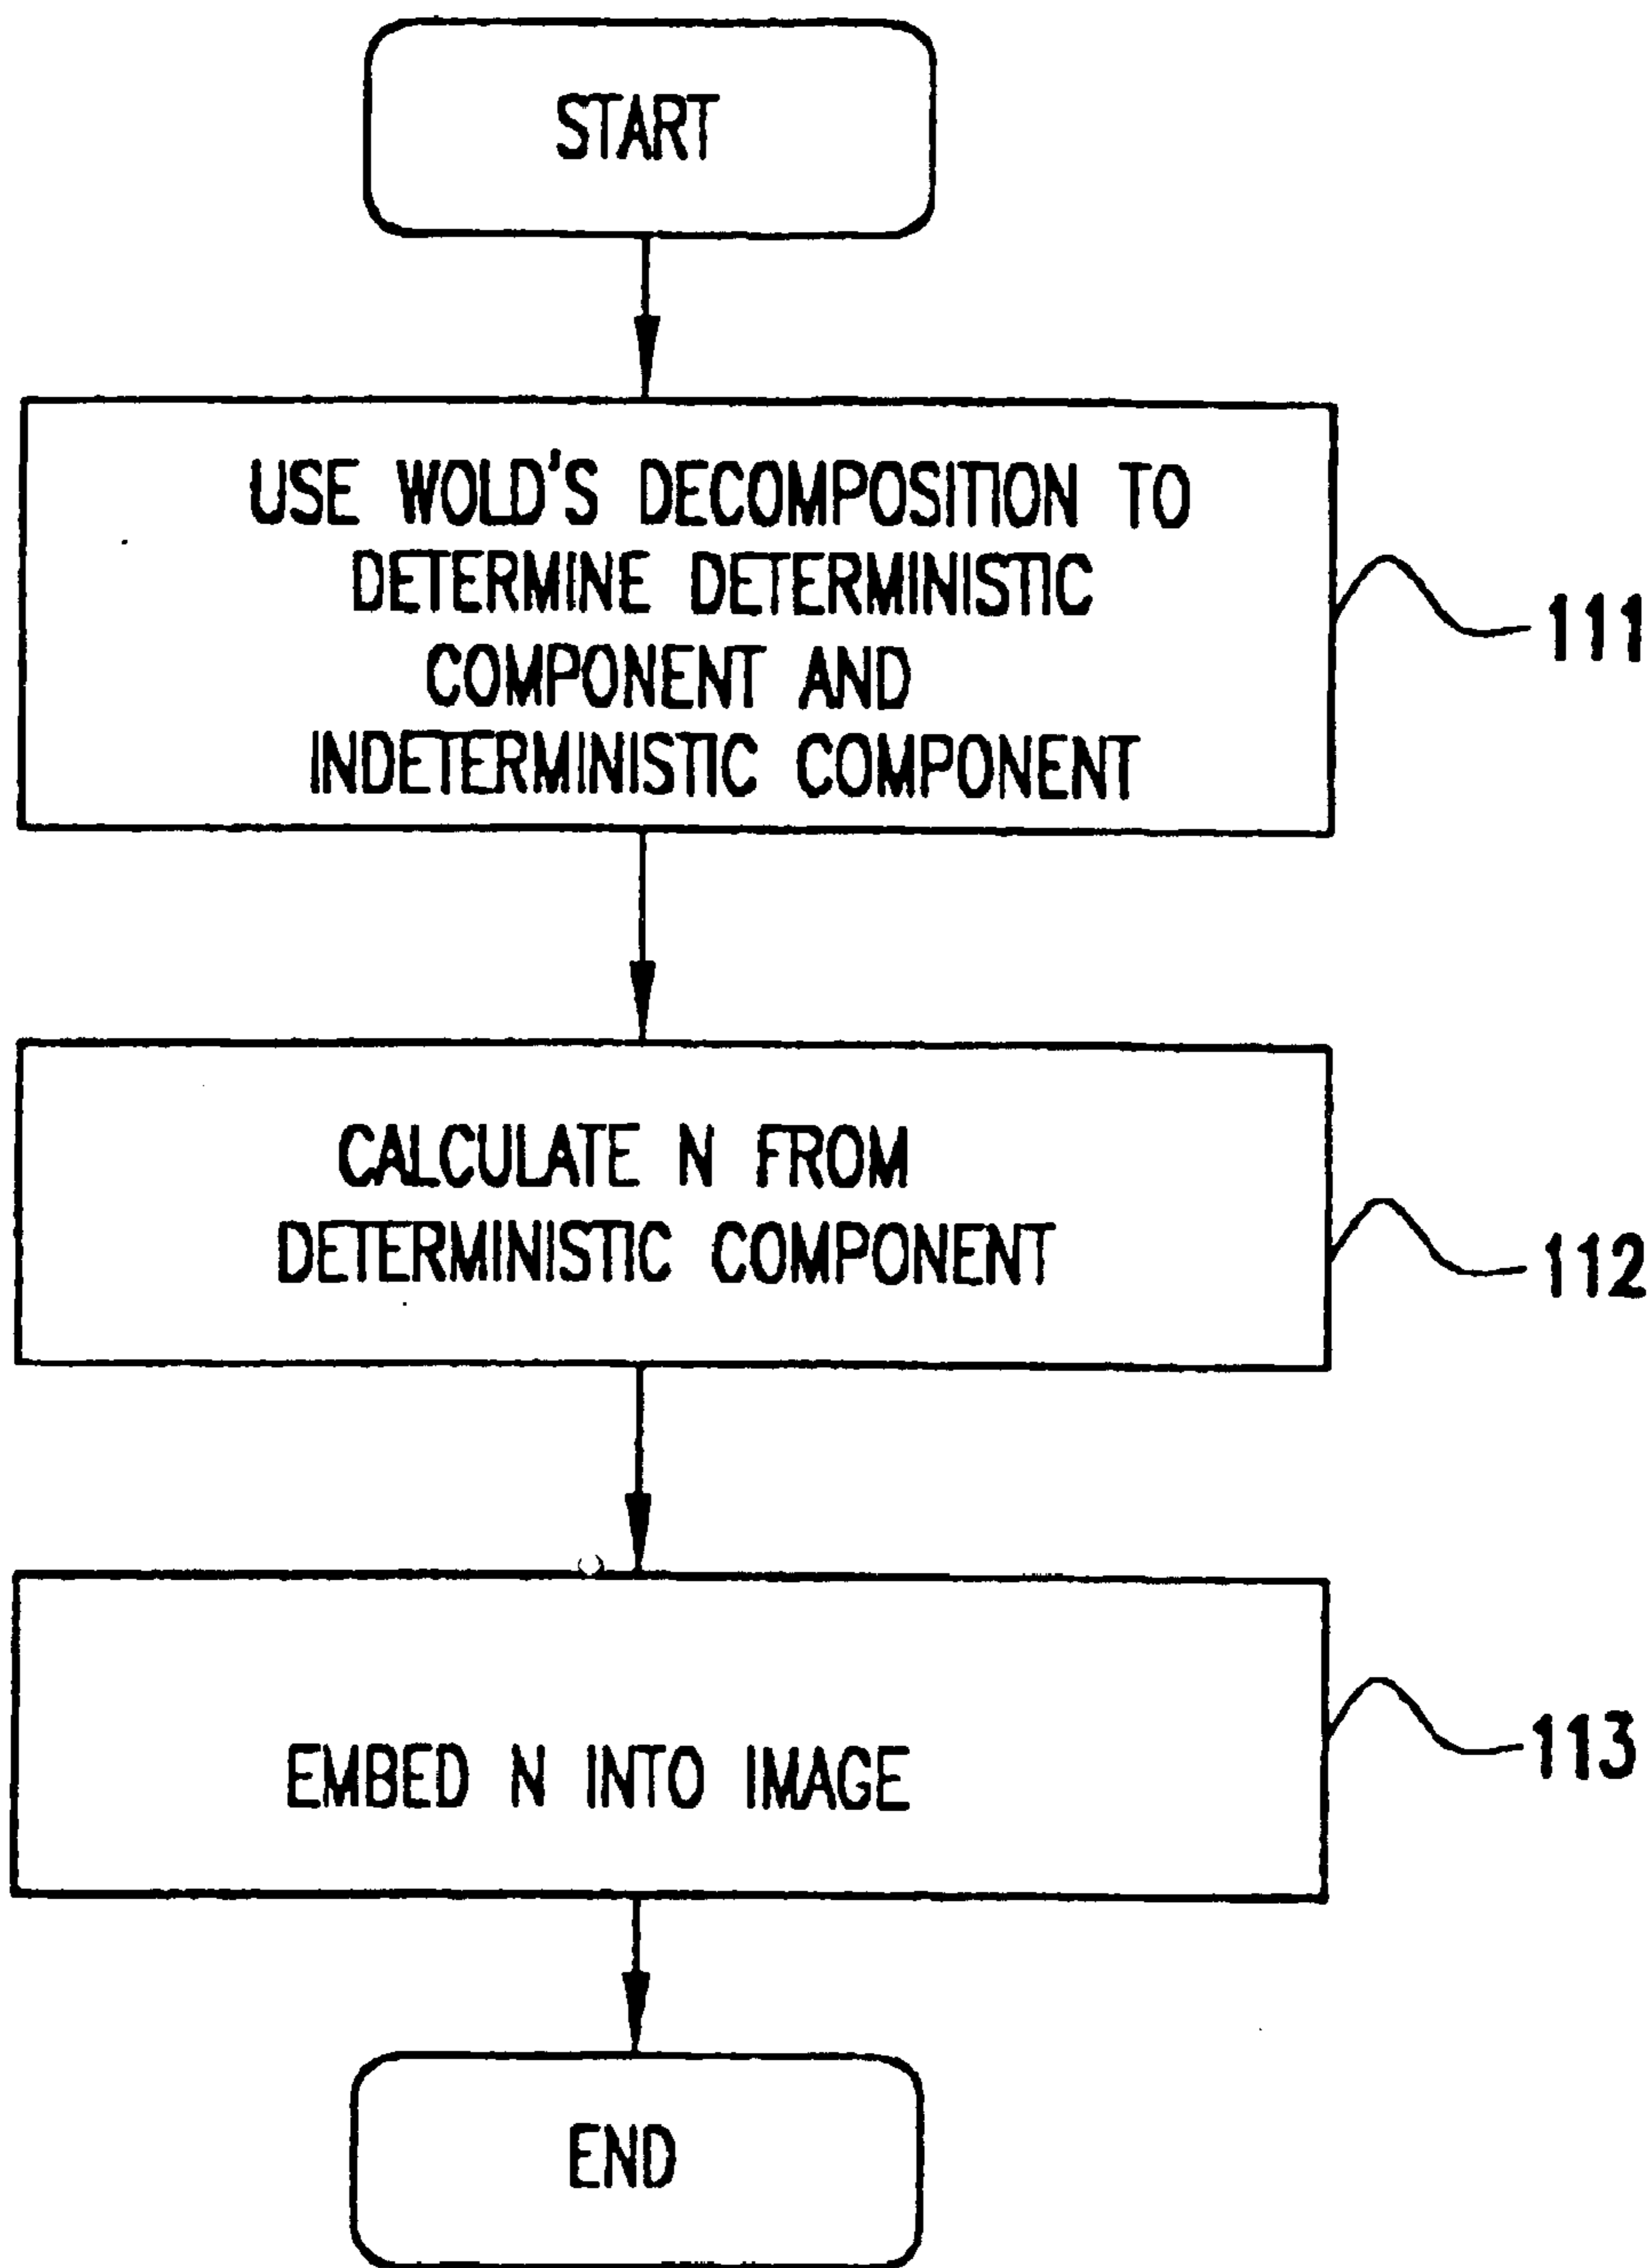 START
USE WOLD'S DECOMPOSITION TO
DETERMINE DETERMINISTIC
COMPONENT AND
INDETERMINISTIC COMPONENT
111
CALCULATE N FROM
DETERMINISTIC COMPONENT
112
EMBED N INTO IMAGE
113
END